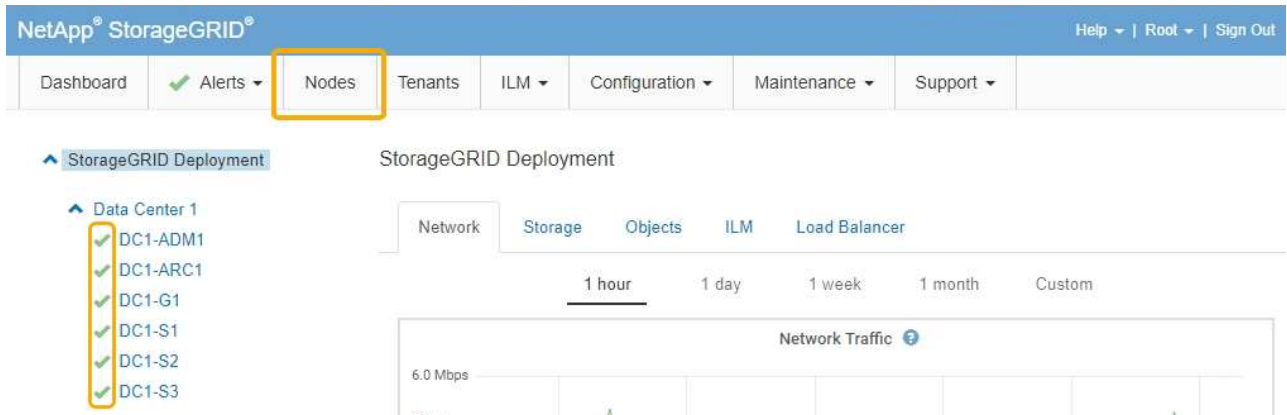 NetApp® StorageGRID®
Help | Root | Sign Out
Dashboard Alerts Nodes Tenants ILM Configuration Maintenance Support
StorageGRID Deployment
StorageGRID Deployment
Data Center 1
Network Storage Objects ILM Load Balancer
DC1-ADM1
DC1-ARC1
DC1-G1
DC1-S1
DC1-S2
DC1-S3
1 hour 1 day 1 week 1 month Custom
Network Traffic ?
6.0 Mbps